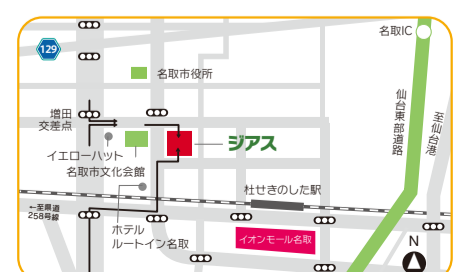 129
名取IC
名取市役所
仙台東部道路
至仙台港
増田
交差点
ジアス
イエローハット
名取市文化会館
杜せきのした駅
←至県道
258号線
ホテル
ルートイン名取
イオンモール名取
N